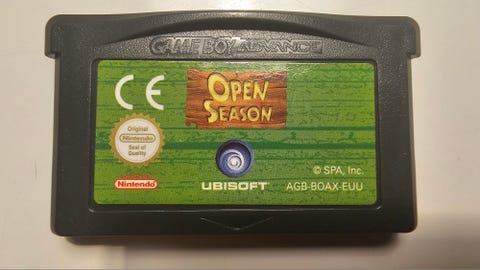 GAME BOY ADVANCE
CE
OPEN
SEASON
Original
Nintendo
Seal of
Quality
Nintendo
UBISOFT
© SPA, Inc.
AGB-BOAX-EUU